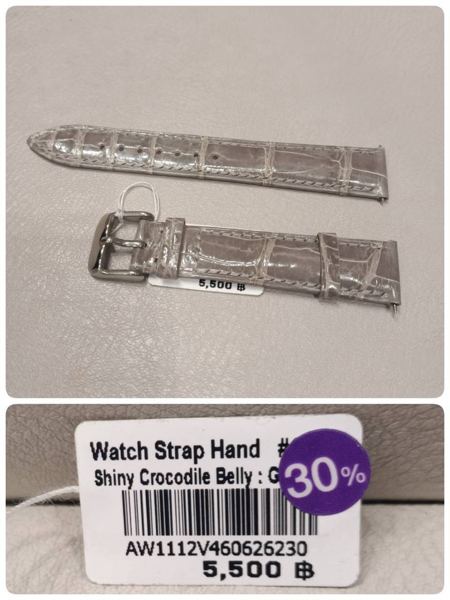 5,500 ฿
Watch Strap Hand #
Shiny Crocodile Belly : G
30%
AW1112V460626230
5,500 ฿